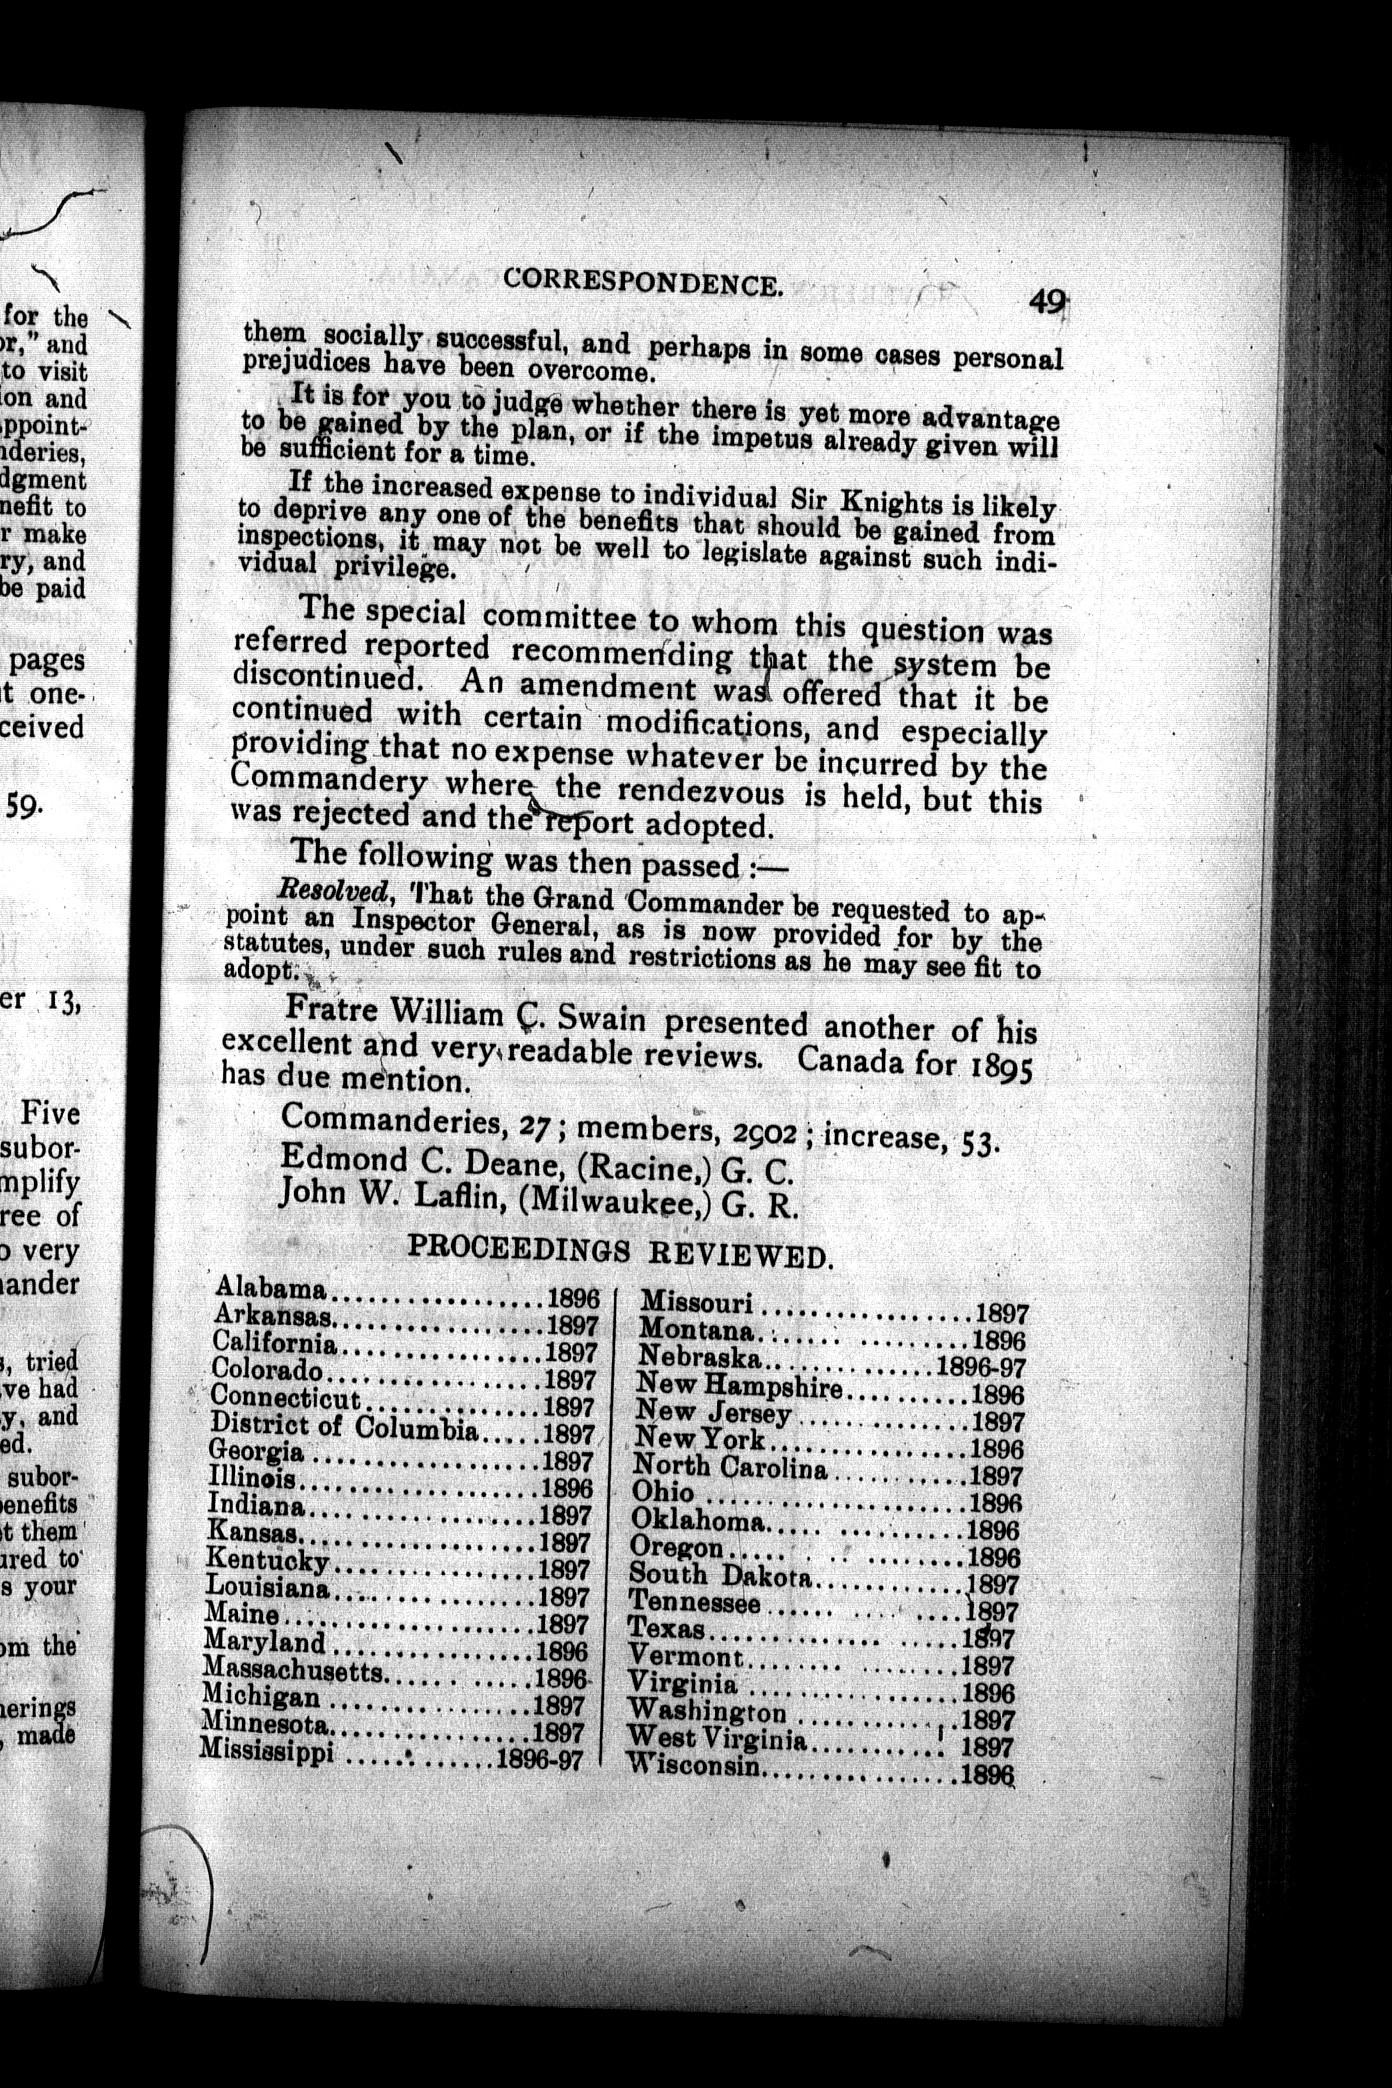 for the
or," and
to visit
ion and
ppoint-
nderies,
dgment
nefit to
r make
ry, and
be paid
pages
t one-
ceived
59.
er 13,
Five
subor-
mplify
ree of
o very
ander
s, tried
ve had
y, and
ed.
subor-
benefits
t them
ured to
s your
om the
herings
, made
CORRESPONDENCE.
49
them socially successful, and perhaps in some cases personal
prejudices have been overcome.
It is for you to judge whether there is yet more advantage
to be gained by the plan, or if the impetus already given will
be sufficient for a time.
If the increased expense to individual Sir Knights is likely
to deprive any one of the benefits that should be gained from
inspections, it may not be well to legislate against such indi-
vidual privilege.
The special committee to whom this question was
referred reported recommending that the system be
discontinued. An amendment was offered that it be
continued with certain modifications, and especially
providing that no expense whatever be incurred by the
Commandery where the rendezvous is held, but this
was rejected and the report adopted.
The following was then passed :—
Resolved, That the Grand Commander be requested to ap-
point an Inspector General, as is now provided for by the
statutes, under such rules and restrictions as he may see fit to
adopt.
Fratre William C. Swain presented another of his
excellent and very readable reviews. Canada for 1895
has due mention.
Commanderies, 27 ; members, 2902 ; increase, 53.
Edmond C. Deane, (Racine,) G. C.
John W. Laflin, (Milwaukee,) G. R.
PROCEEDINGS REVIEWED.
Alabama..................1896
Arkansas..................1897
California.................1897
Colorado..................1897
Connecticut...............1897
District of Columbia.....1897
Georgia...................1897
Illinois....................1896
Indiana...................1897
Kansas....................1897
Kentucky.................1897
Louisiana.................1897
Maine.....................1897
Maryland.................1896
Massachusetts............1896
Michigan.................1897
Minnesota................1897
Mississippi.............1896-97
Missouri..................1897
Montana..................1896
Nebraska..............1896-97
New Hampshire..........1896
New Jersey..............1897
New York................1896
North Carolina...........1897
Ohio......................1896
Oklahoma................1896
Oregon...................1896
South Dakota............1897
Tennessee................1897
Texas.....................1897
Vermont..................1897
Virginia..................1896
Washington..............1897
West Virginia............1897
Wisconsin................1896